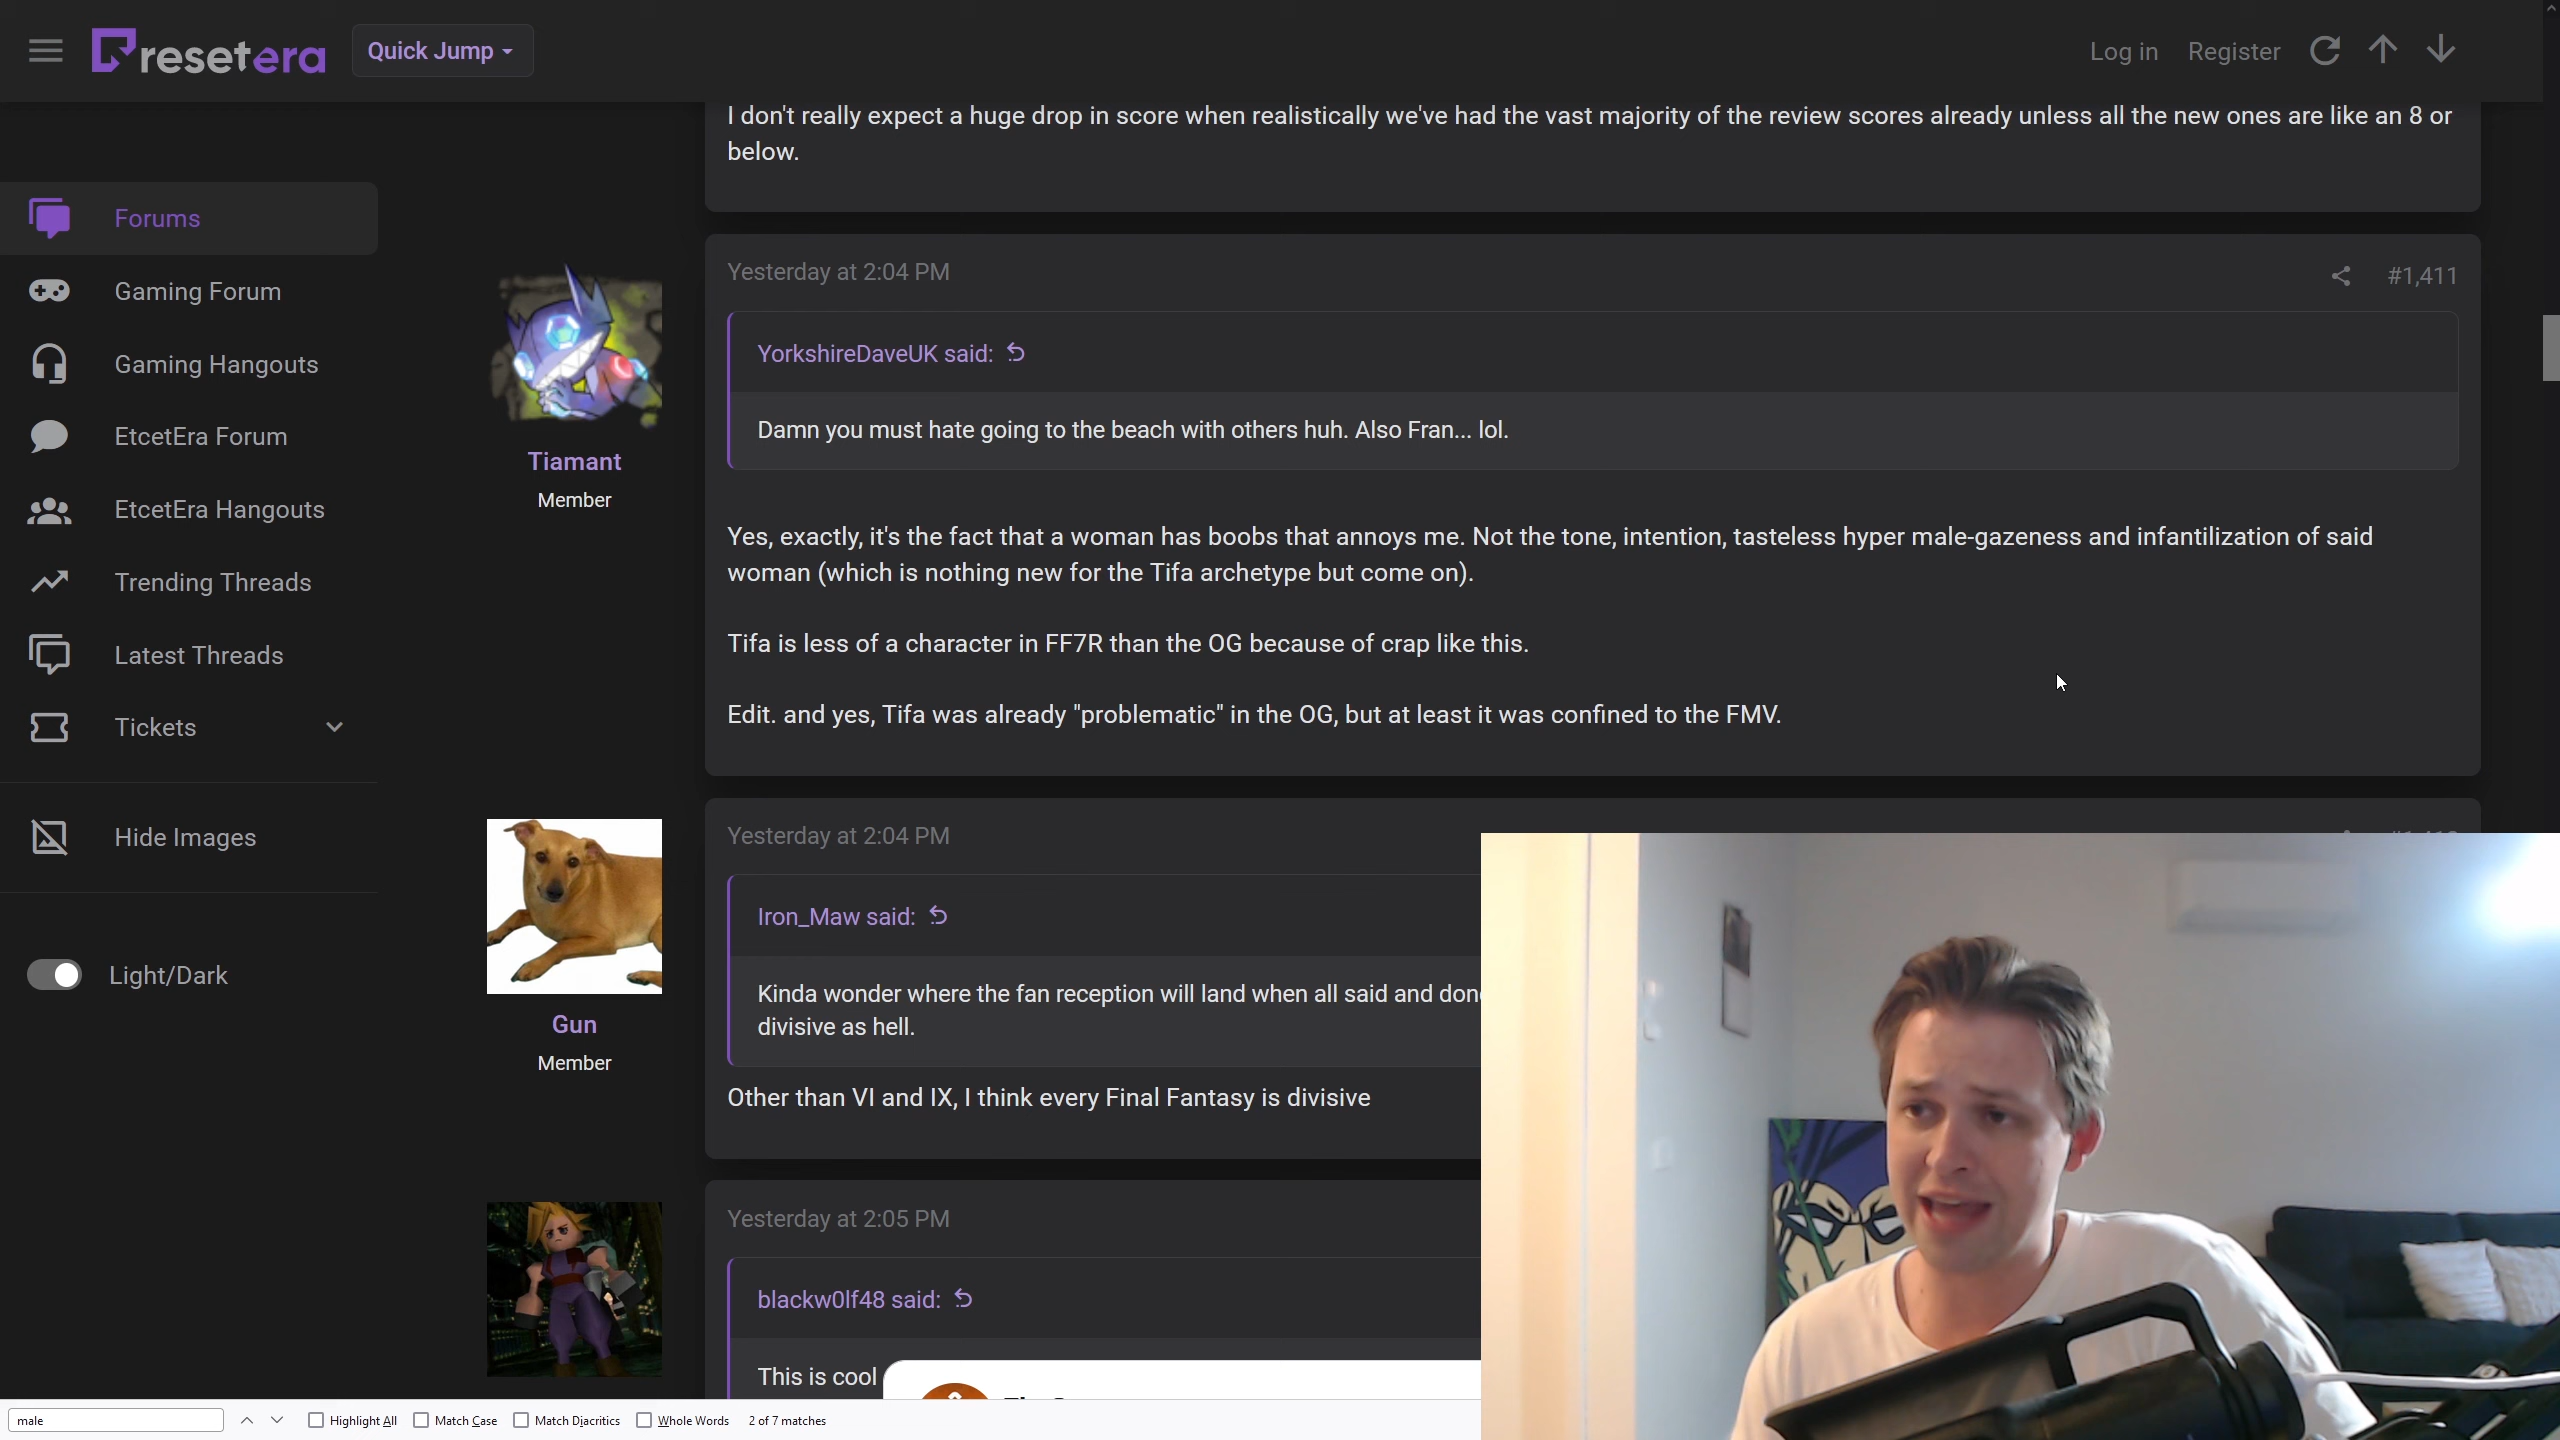 resetera
Quick Jump
Log in
Register
I don't really expect a huge drop in score when realistically we've had the vast majority of the review scores already unless all the new ones are like an 8 or
below.
Forums
Gaming Forum
Gaming Hangouts
EtcetEra Forum
EtcetEra Hangouts
Trending Threads
Latest Threads
Tickets
Hide Images
Light/Dark
Tiamant
Member
Yesterday at 2:04 PM
#1,411
YorkshireDaveUK said:
Damn you must hate going to the beach with others huh. Also Fran... lol.
Yes, exactly, it's the fact that a woman has boobs that annoys me. Not the tone, intention, tasteless hyper male-gazeness and infantilization of said
woman (which is nothing new for the Tifa archetype but come on).
Tifa is less of a character in FF7R than the OG because of crap like this.
Edit. and yes, Tifa was already "problematic" in the OG, but at least it was confined to the FMV.
Gun
Member
Yesterday at 2:04 PM
Iron_Maw said:
Kinda wonder where the fan reception will land when all said and don
divisive as hell.
Other than VI and IX, I think every Final Fantasy is divisive
Yesterday at 2:05 PM
blackw0lf48 said:
This is cool
male
Highlight All
Match Case
Match Diacritics
Whole Words
2 of 7 matches